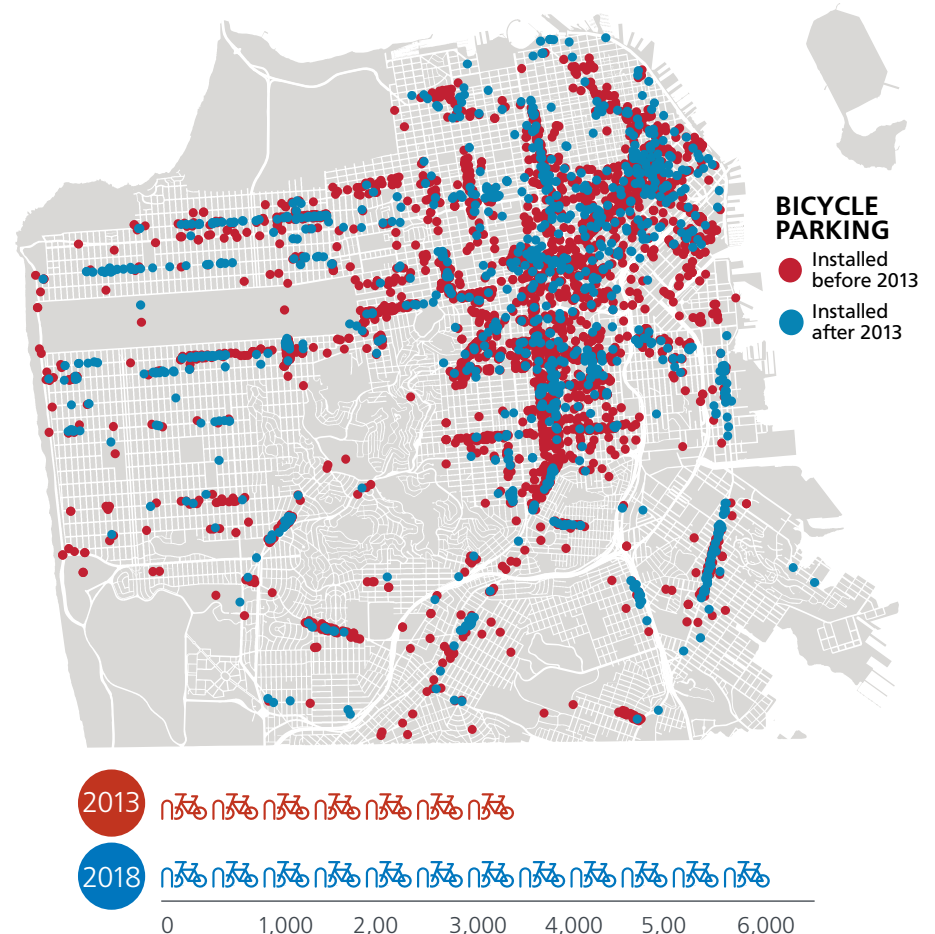 BICYCLE
PARKING
Installed
before 2013
Installed
after 2013
2013
2018
0 1,000 2,00 3,000 4,000 5,00 6,000